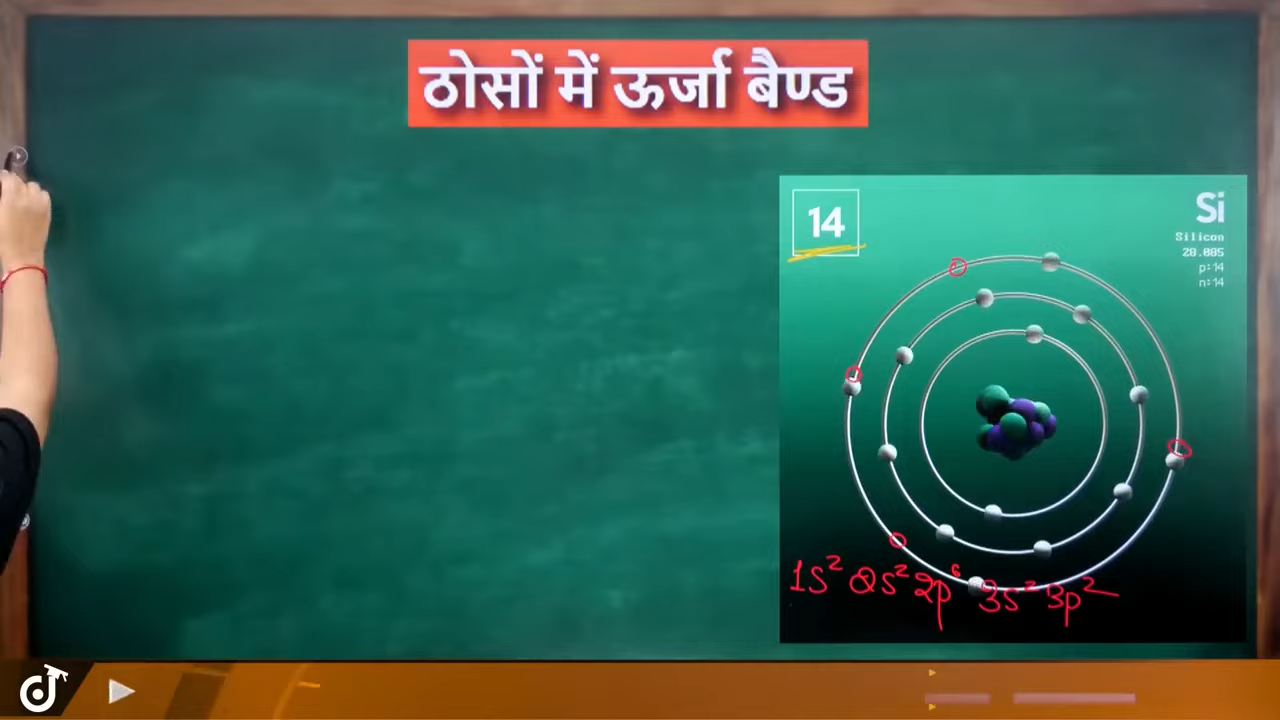 ठोसों में ऊर्जा बैण्ड
14
Si
Silicon
28.085
p:14
n:14
1s² 2s² 2p⁶ 3s² 3p²